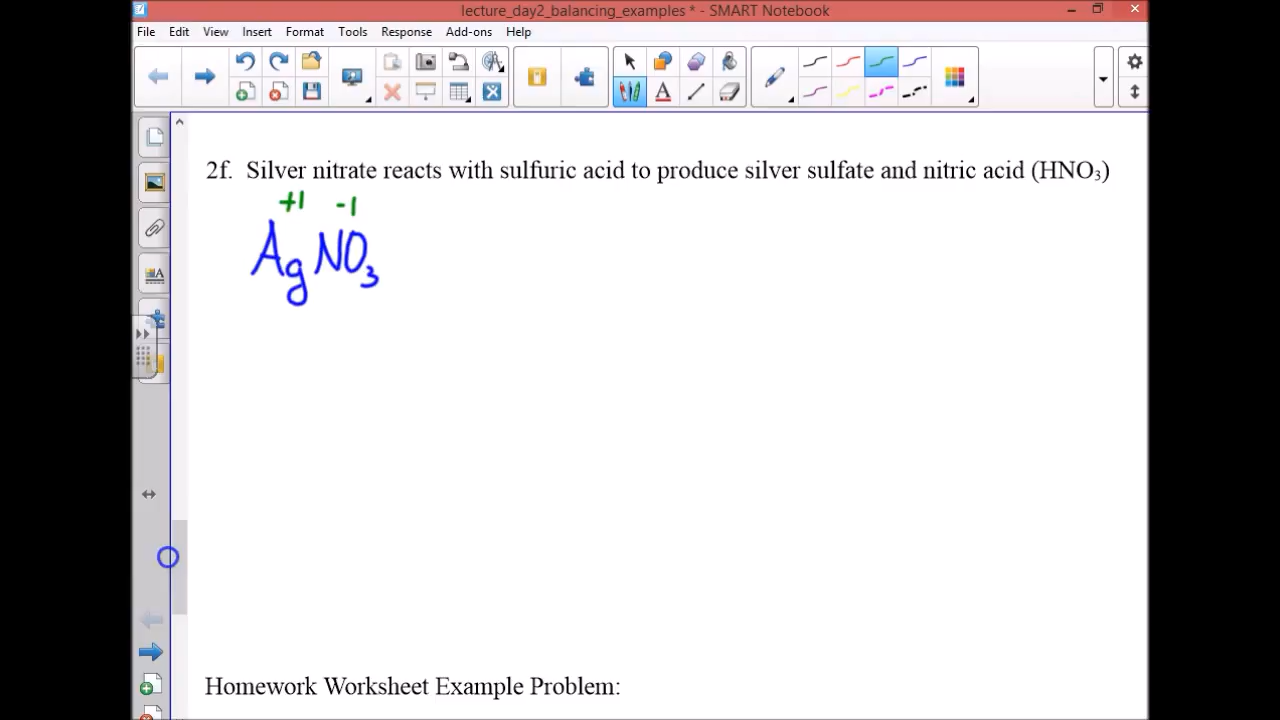 lecture_day2_balancing_examples * - SMART Notebook
File Edit View Insert Format Tools Response Add-ons Help
2f. Silver nitrate reacts with sulfuric acid to produce silver sulfate and nitric acid (HNO₃)
+1 -1
AgNO₃
Homework Worksheet Example Problem: